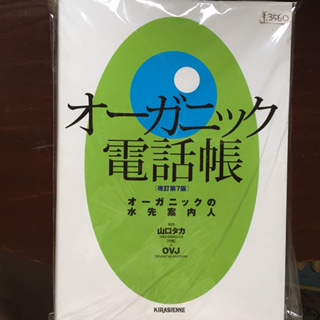 ¥3560
オーガニック
電話帳
[改訂第7版]
オーガニックの
水先案内人
山口タカ
OVJ
KIRASIENNE